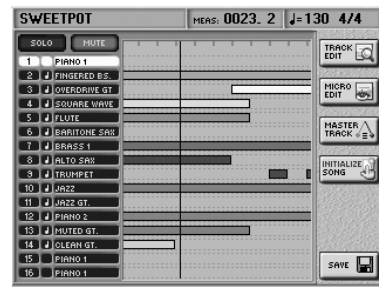 SWEETPOT MEAS: 0023. 2 ♩=130 4/4
SOLO MUTE
1 PIANO 1
2 FINGERED BS.
3 OVERDRIVE GT
4 SQUARE WAVE
5 FLUTE
6 BARITONE SAX
7 BRASS 1
8 ALTO SAX
9 TRUMPET
10 JAZZ
11 JAZZ GT.
12 PIANO 2
13 MUTED GT.
14 CLEAN GT.
15 PIANO 1
16 PIANO 1
TRACK
EDIT
MICRO
EDIT
MASTER
TRACK
INITIALIZE
SONG
SAVE